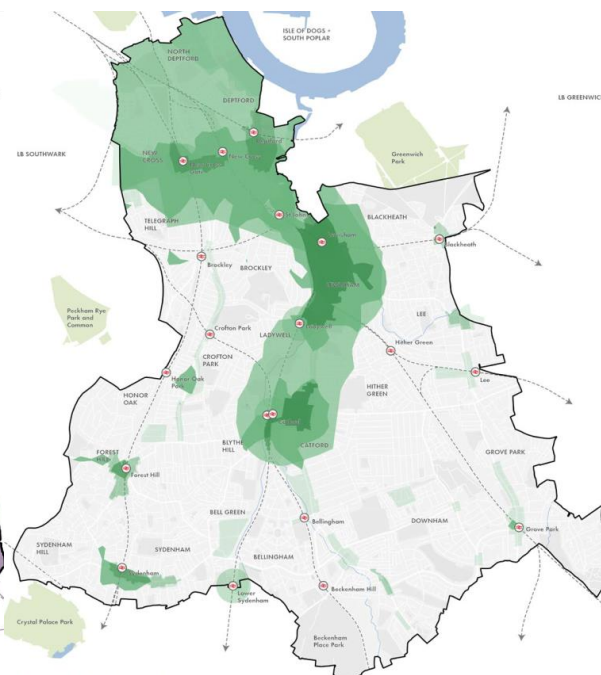 ISLE OF DOGS +
SOUTH POPLAR
NORTH
DEPTFORD
DEPTFORD
LB GREENWIC
NEW
CROSS
LB SOUTHWARK
Greenwich
Park
TELEGRAPH
HILL
BLACKHEATH
Blackheath
Brockley
BROCKLEY
Peckham Rye
Park and
Common
LEE
Crofton Park
LADYWELL
Hither Green
CROFTON
PARK
Lee
Honor Oak
Park
HITHER
GREEN
HONOR
OAK
BLYTHE
HILL
CATFORD
GROVE PARK
FOREST
HILL
Forest Hill
BELL GREEN
Bellingham
DOWNHAM
Grove Park
SYDENHAM
HILL
SYDENHAM
BELLINGHAM
Sydenham
Lower
Sydenham
Beckenham Hill
Crystal Palace Park
Beckenham
Place Park